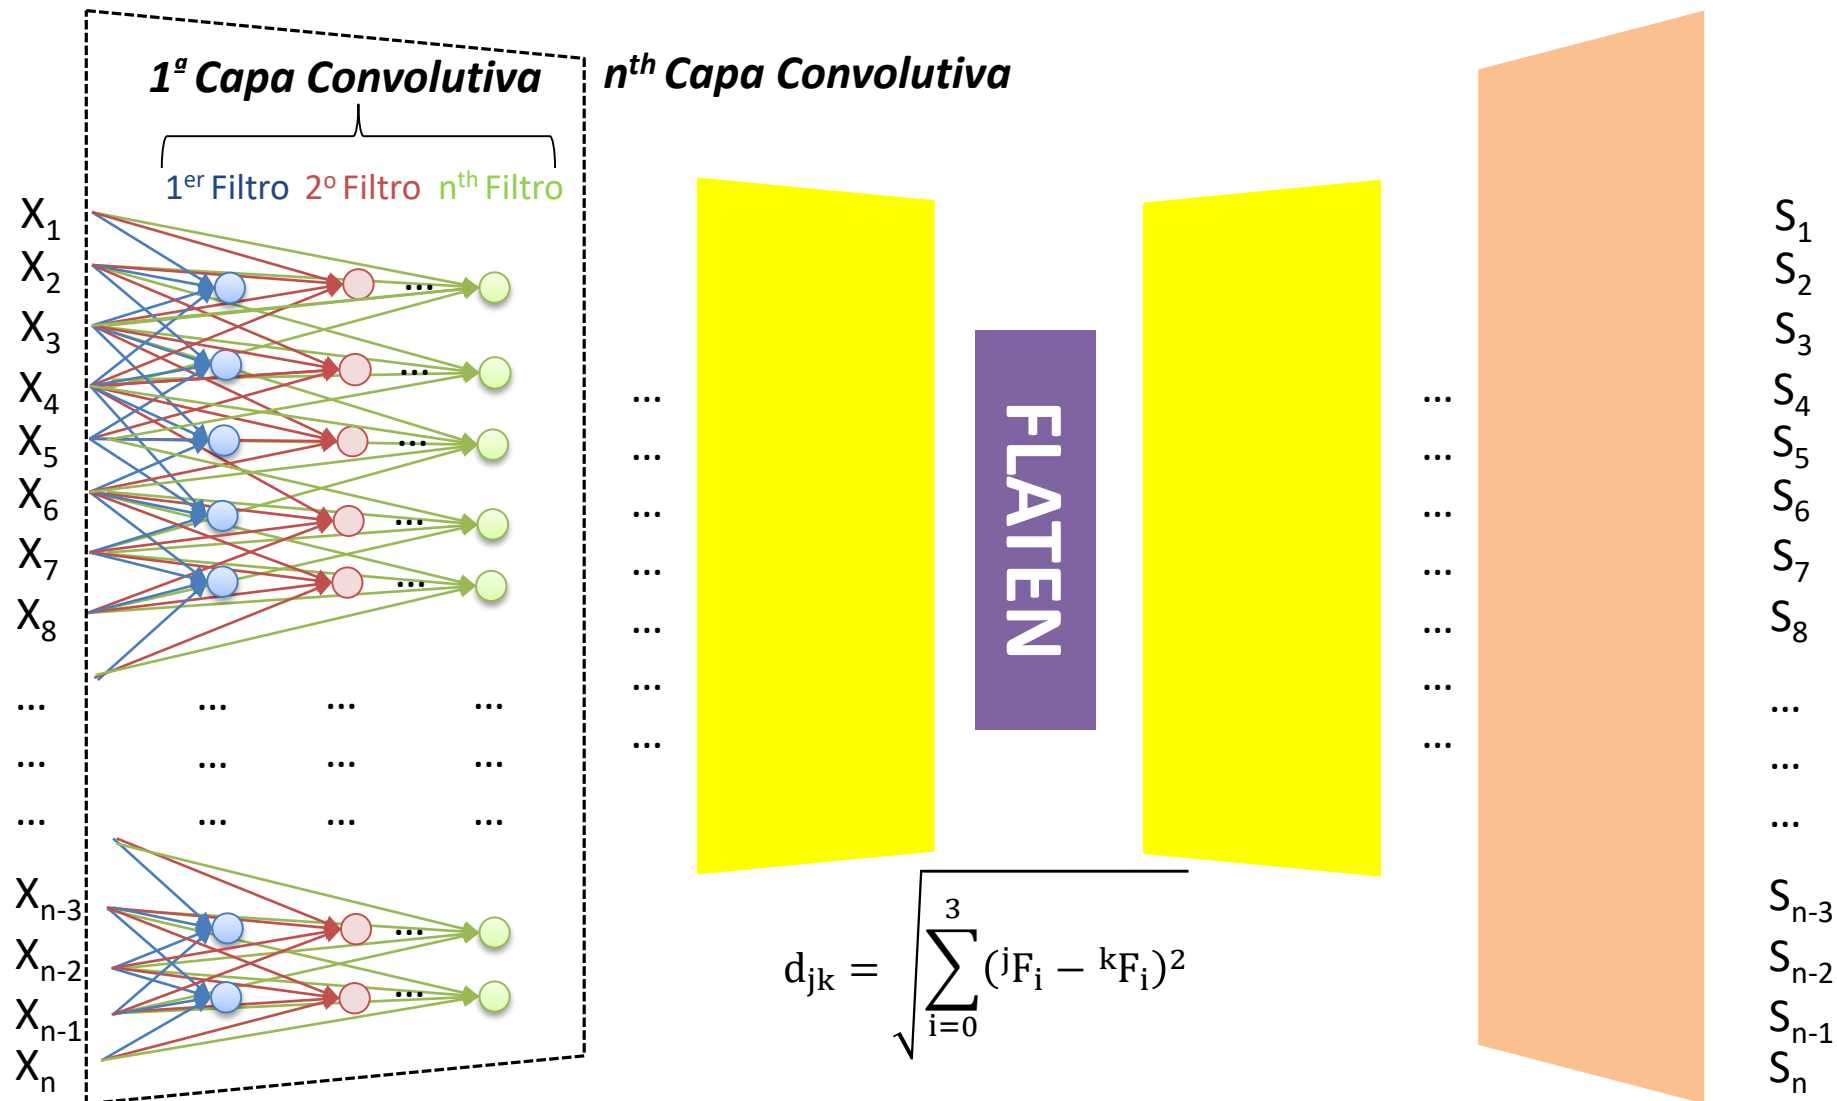 1ª Capa Convolutiva
nth Capa Convolutiva
1er Filtro 2º Filtro nth Filtro
X1
X2
X3
X4
X5
X6
X7
X8
...
...
...
Xn-3
Xn-2
Xn-1
Xn
... ... ...
... ... ...
... ... ...
...
...
...
...
...
...
...
...
...
...
...
...
...
...
FLATEN
djk = √ 3 ∑ i=0 (jFi − kFi)2
...
...
...
...
...
...
...
S1
S2
S3
S4
S5
S6
S7
S8
...
...
...
Sn-3
Sn-2
Sn-1
Sn